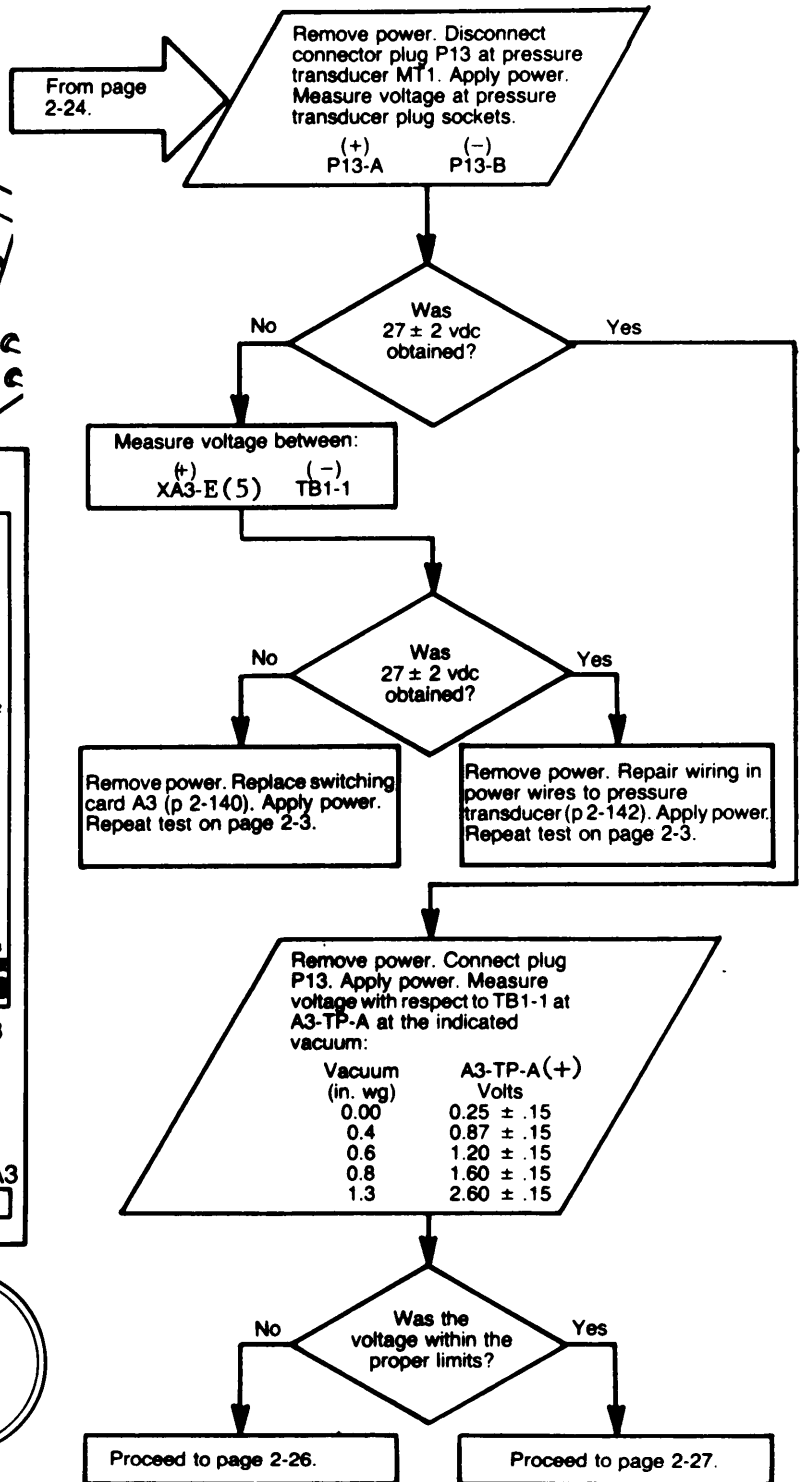 From page
2-24.
Remove power. Disconnect
connector plug P13 at pressure
transducer MT1. Apply power.
Measure voltage at pressure
transducer plug sockets.
(+) (−)
P13-A P13-B
Was
27 ± 2 vdc
obtained?
No
Yes
Measure voltage between:
(+) (−)
XA3-E(5) TB1-1
Was
27 ± 2 vdc
obtained?
No
Yes
Remove power. Replace switching
card A3 (p 2-140). Apply power.
Repeat test on page 2-3.
Remove power. Repair wiring in
power wires to pressure
transducer (p 2-142). Apply power.
Repeat test on page 2-3.
Remove power. Connect plug
P13. Apply power. Measure
voltage with respect to TB1-1 at
A3-TP-A at the indicated
vacuum:
Vacuum A3-TP-A(+)
(in. wg) Volts
0.00 0.25 ± .15
0.4 0.87 ± .15
0.6 1.20 ± .15
0.8 1.60 ± .15
1.3 2.60 ± .15
Was the
voltage within the
proper limits?
No
Yes
Proceed to page 2-26.
Proceed to page 2-27.